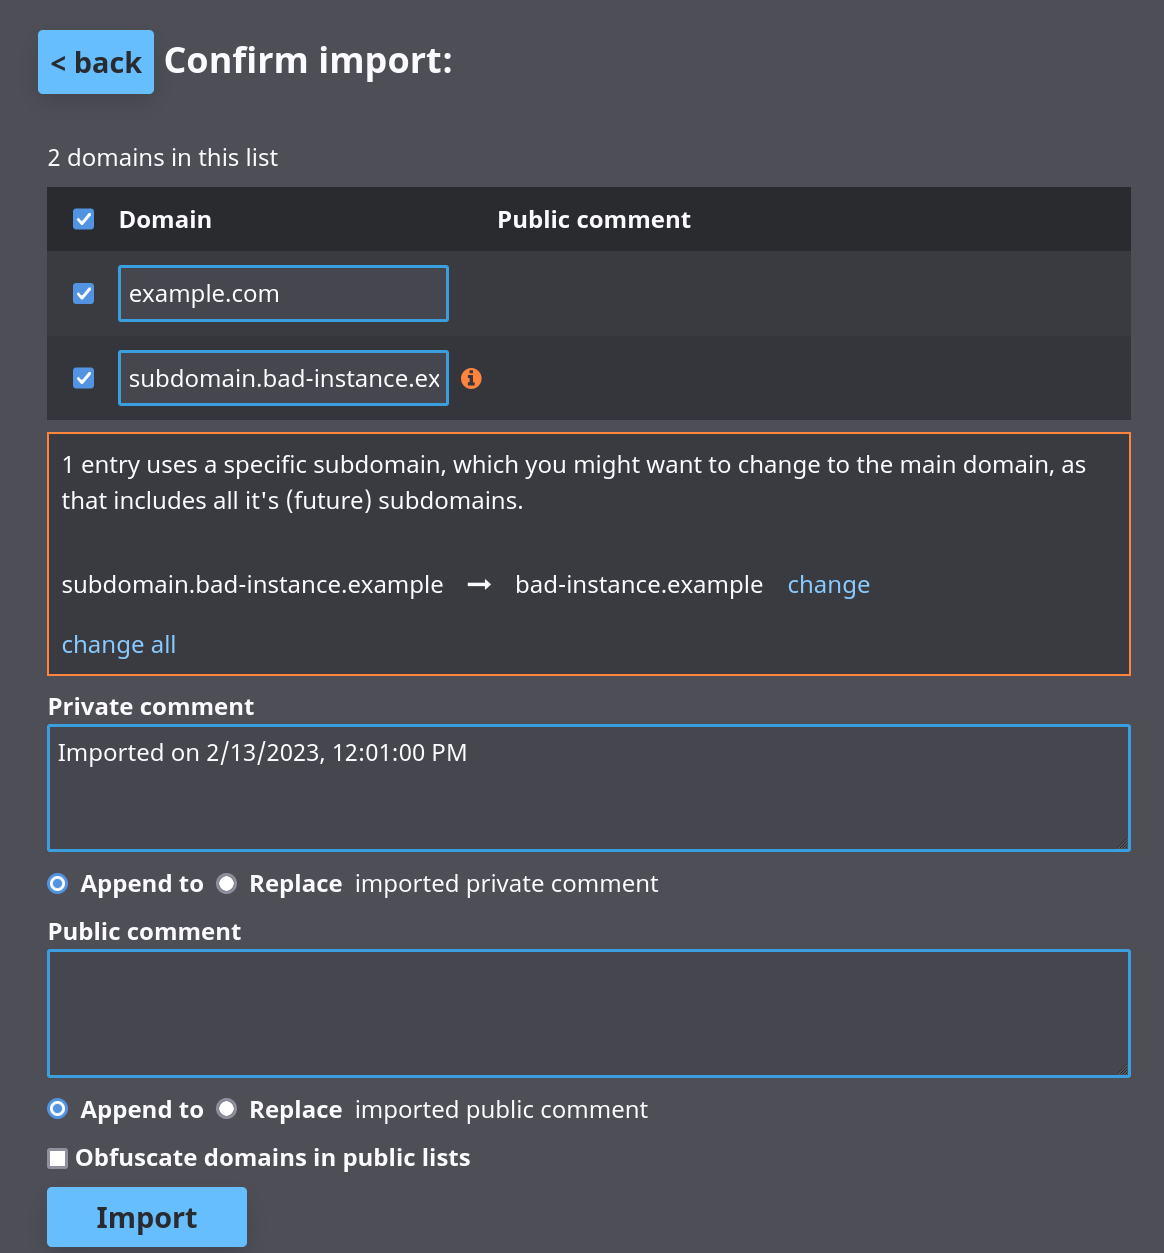 < back Confirm import:
2 domains in this list
Domain Public comment
example.com
subdomain.bad-instance.ex
1 entry uses a specific subdomain, which you might want to change to the main domain, as
that includes all it's (future) subdomains.
subdomain.bad-instance.example → bad-instance.example change
change all
Private comment
Imported on 2/13/2023, 12:01:00 PM
Append to Replace imported private comment
Public comment
Append to Replace imported public comment
Obfuscate domains in public lists
Import